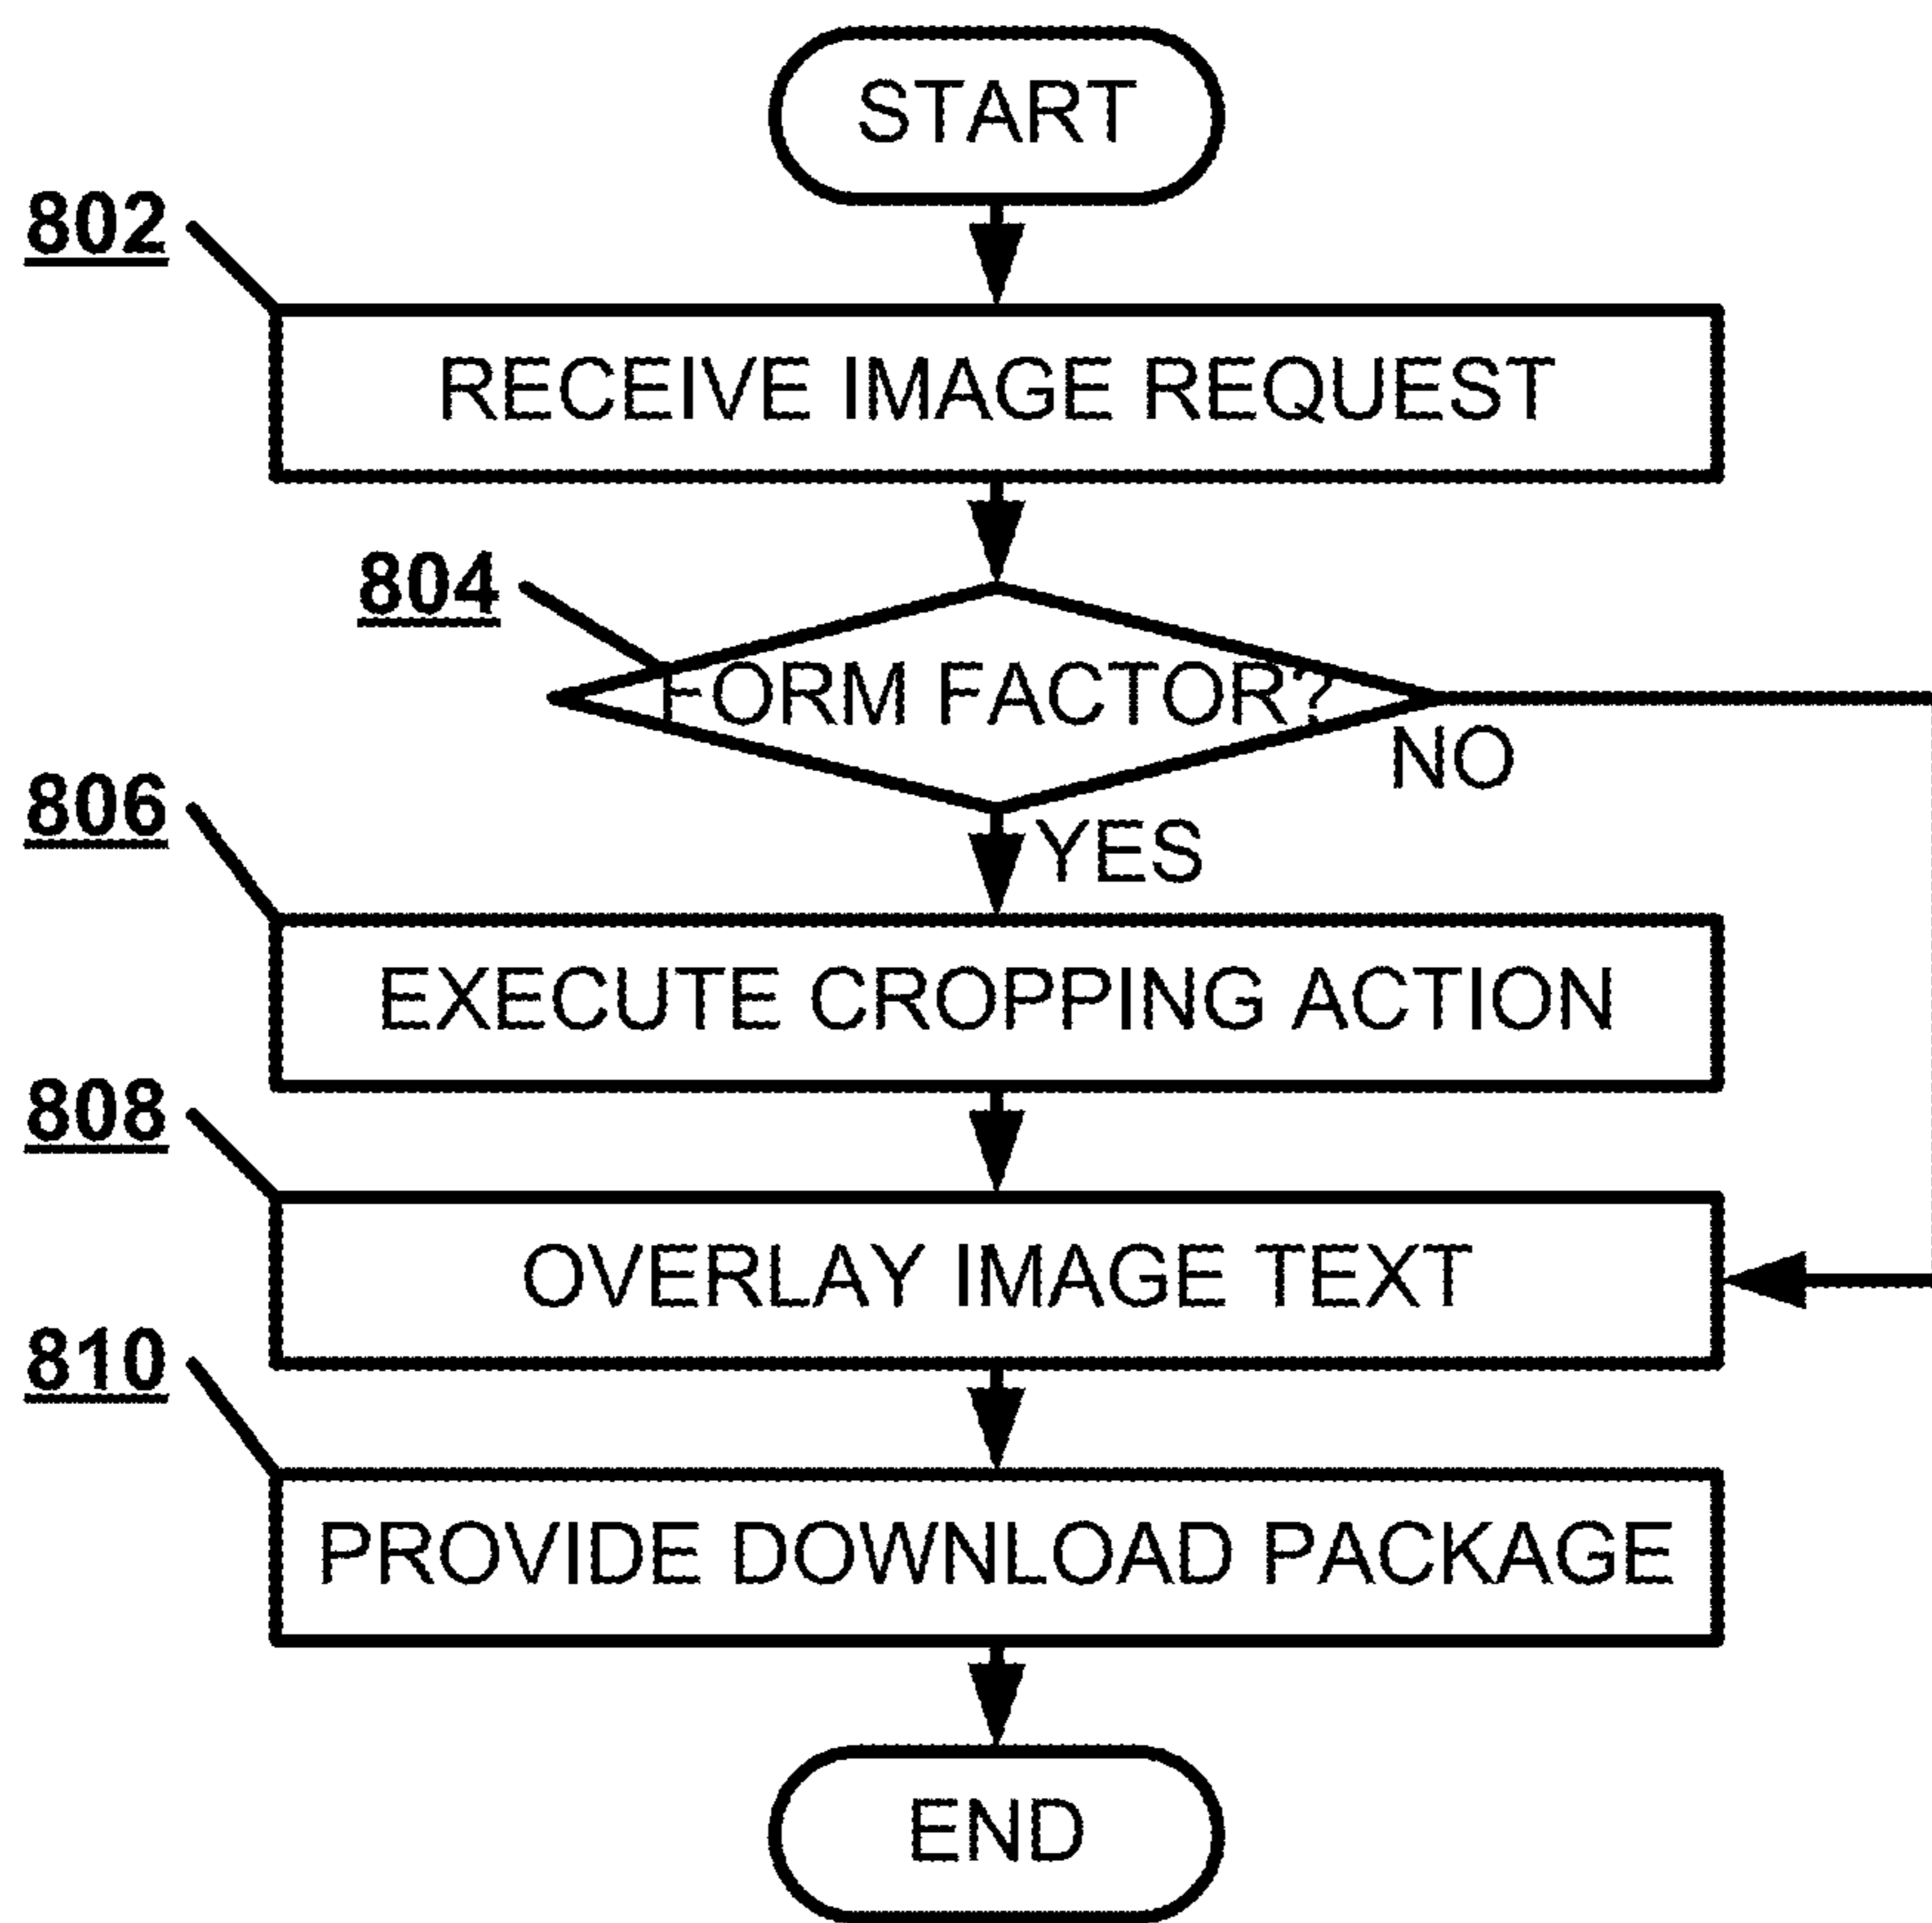 START
802
RECEIVE IMAGE REQUEST
804
FORM FACTOR?
NO
YES
806
EXECUTE CROPPING ACTION
808
OVERLAY IMAGE TEXT
810
PROVIDE DOWNLOAD PACKAGE
END